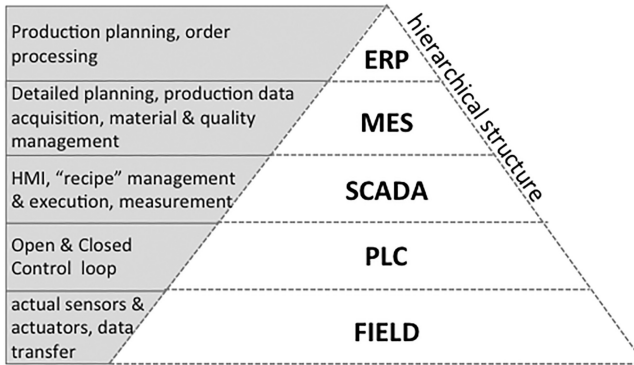 Production planning, order
processing
ERP
hierarchical structure
Detailed planning, production data
acquisition, material & quality
management
MES
HMI, “recipe” management
& execution, measurement
SCADA
Open & Closed
Control loop
PLC
actual sensors &
actuators, data
transfer
FIELD